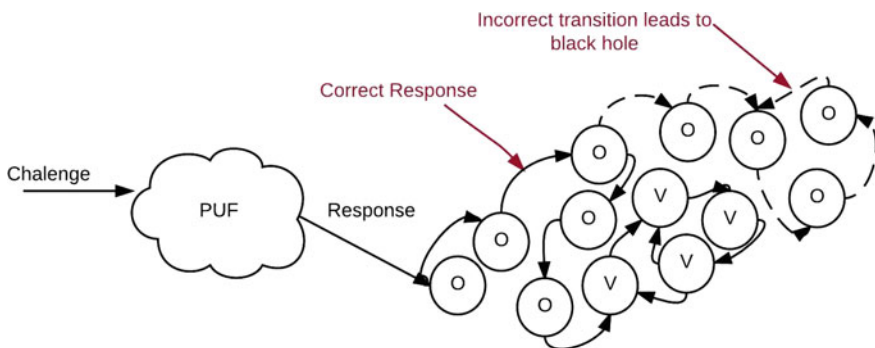 Incorrect transition leads to
black hole
Correct Response
Chalenge
PUF
Response
O
O
O
O
O
O
O
O
O
V
V
V
V